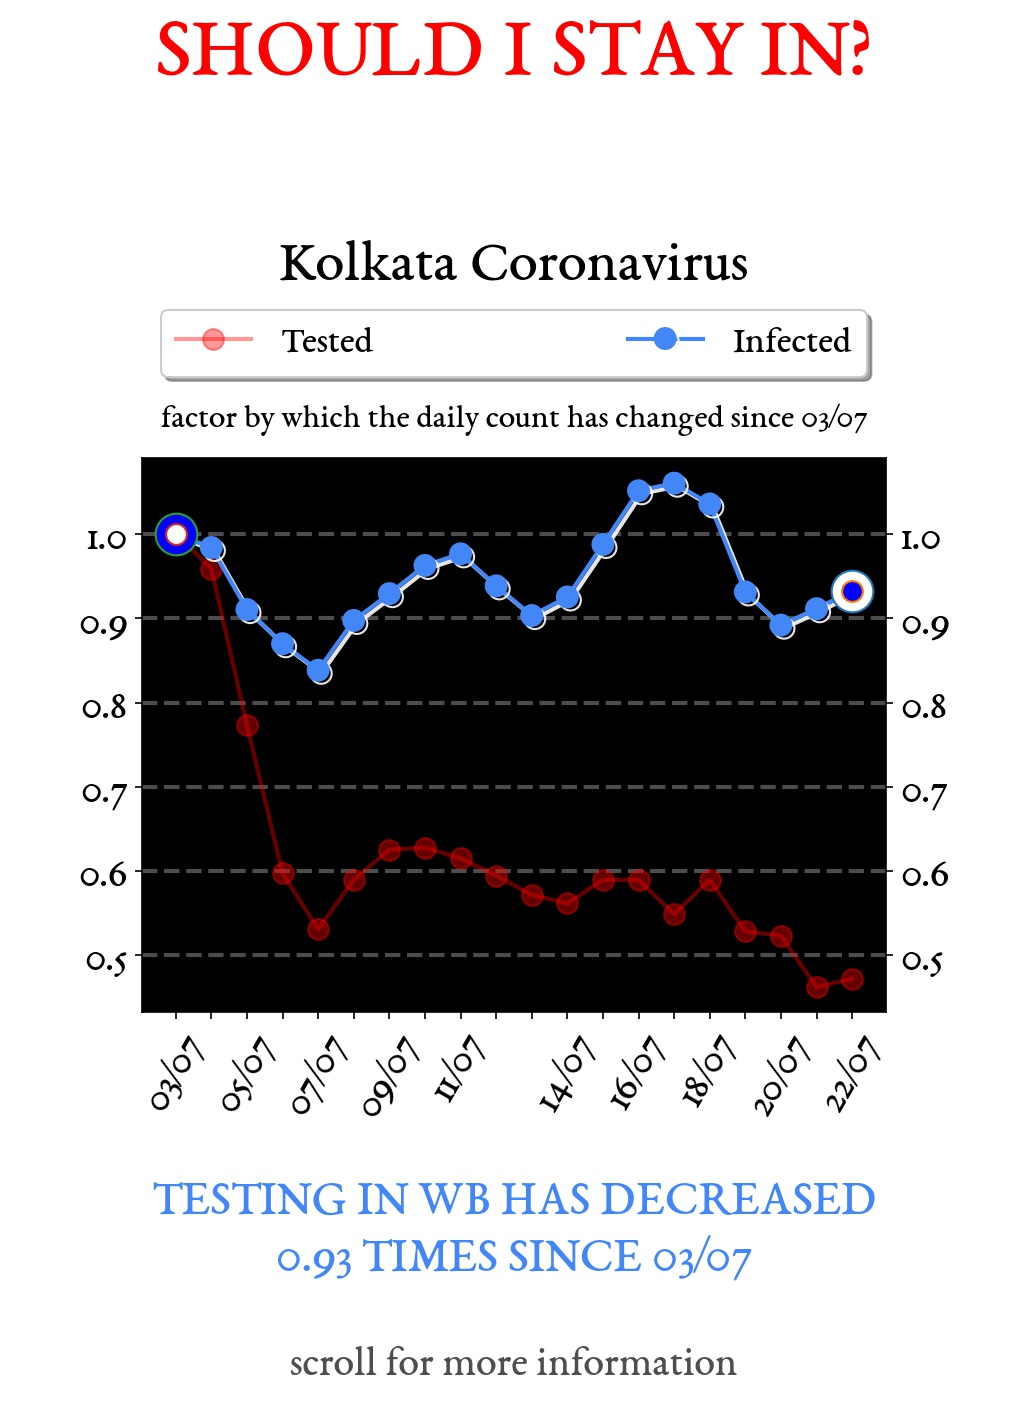 SHOULD I STAY IN?
Kolkata Coronavirus
Tested Infected
factor by which the daily count has changed since 03/07
1.0 1.0
0.9 0.9
0.8 0.8
0.7 0.7
0.6 0.6
0.5 0.5
03/07 05/07 07/07 09/07 11/07 14/07 16/07 18/07 20/07 22/07
TESTING IN WB HAS DECREASED
0.93 TIMES SINCE 03/07
scroll for more information